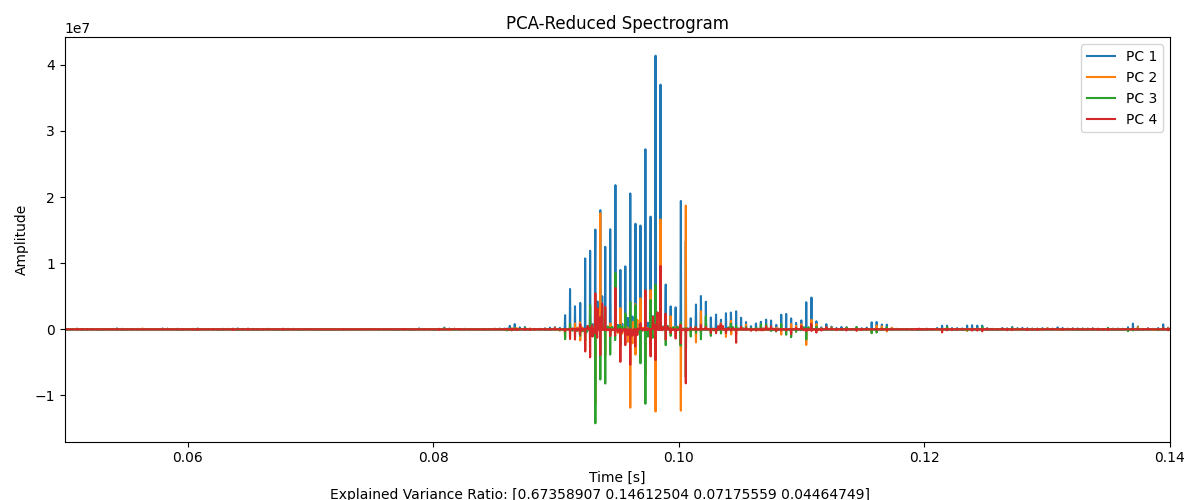 PCA-Reduced Spectrogram
1e7
4
3
2
1
0
−1
Amplitude
PC 1
PC 2
PC 3
PC 4
0.06
0.08
0.10
0.12
0.14
Time [s]
Explained Variance Ratio: [0.67358907 0.14612504 0.07175559 0.04464749]